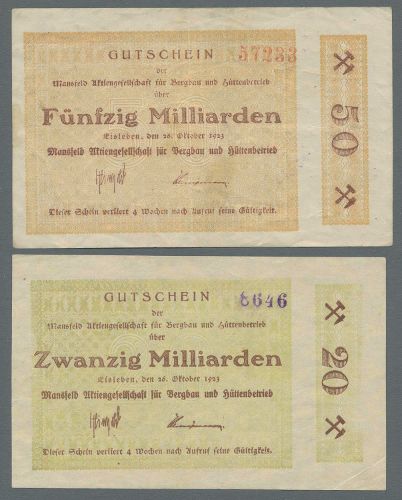 GUTSCHEIN 57233
der
Mansfeld Aktiengesellschaft für Bergbau und Hüttenbetrieb
über
Fünfzig Milliarden
Eisleben, den 26. Oktober 1923
Mansfeld Aktiengesellschaft für Bergbau und Hüttenbetrieb
Dieser Schein verliert 4 Wochen nach Aufruf seine Gültigkeit.
50
GUTSCHEIN 8646
der
Mansfeld Aktiengesellschaft für Bergbau und Hüttenbetrieb
über
Zwanzig Milliarden
Eisleben, den 26. Oktober 1923
Mansfeld Aktiengesellschaft für Bergbau und Hüttenbetrieb
Dieser Schein verliert 4 Wochen nach Aufruf seine Gültigkeit.
20